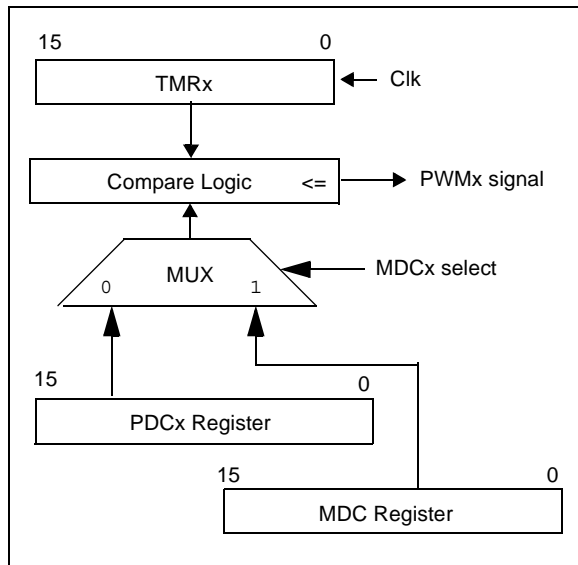 15 0
TMRx
Clk
Compare Logic <=
PWMx signal
MUX
MDCx select
0 1
15 0
PDCx Register
15 0
MDC Register